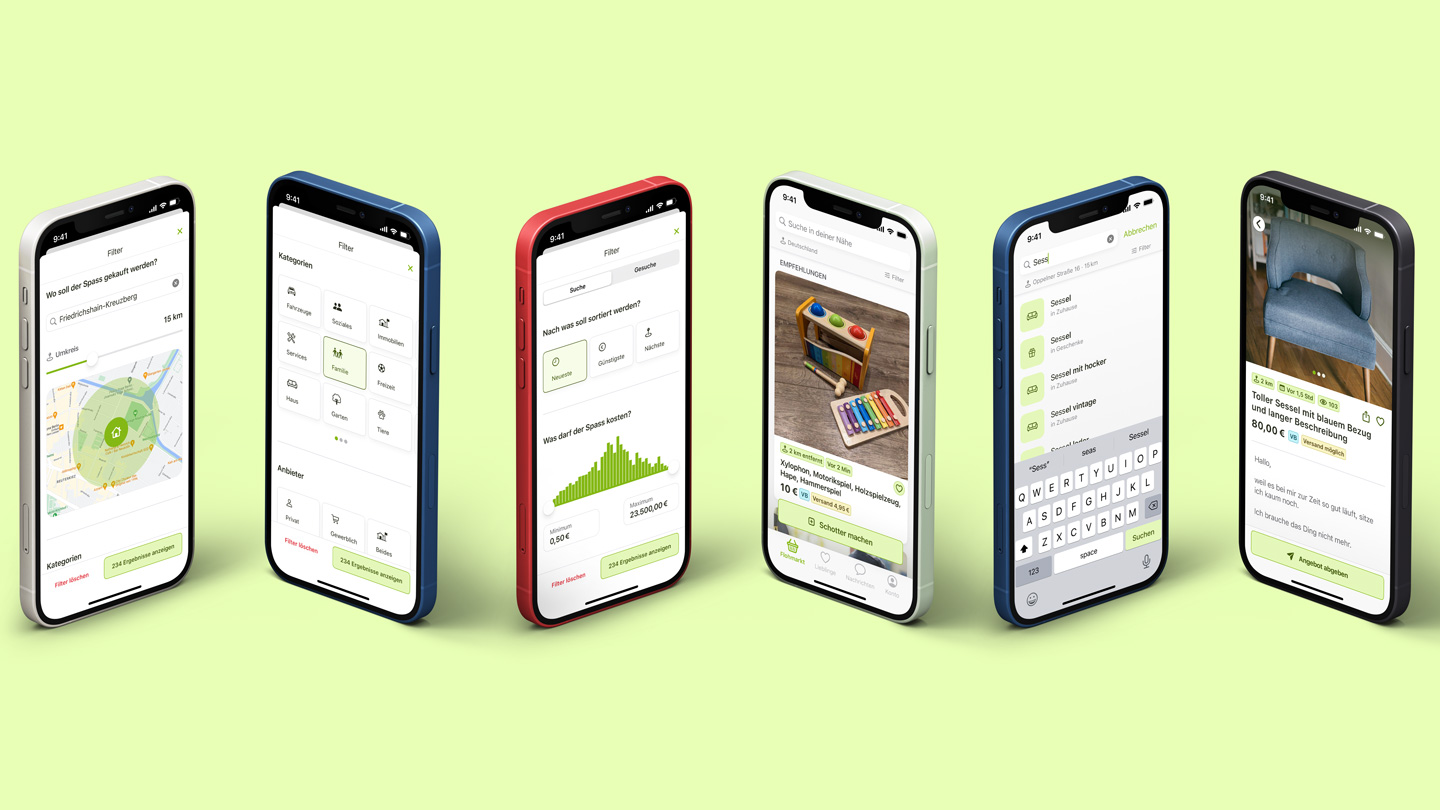 9:41
Filter
Wo soll der Spass gekauft werden?
Friedrichshain-Kreuzberg
15 km
Umkreis
Kategorien
Filter löschen
234 Ergebnisse anzeigen
9:41
Filter
Kategorien
Fahrzeuge
Soziales
Immobilien
Services
Familie
Freizeit
Haus
Garten
Tiere
Anbieter
Privat
Gewerblich
Beides
Filter löschen
234 Ergebnisse anzeigen
9:41
Filter
Suche
Gesuche
Nach was soll sortiert werden?
Neueste
Günstigste
Nächste
Was darf der Spass kosten?
Minimum
0,50 €
Maximum
23.500,00 €
Filter löschen
234 Ergebnisse anzeigen
9:41
Suche in deiner Nähe
Deutschland
Filter
EMPFEHLUNGEN
2 km entfernt
Vor 2 Min
Xylophon, Motorikspiel, Holzspielzeug,
Hape, Hammerspiel
10 €
VB
Versand 4,95 €
Schotter machen
Flohmarkt
Lieblinge
Nachrichten
Konto
9:41
Sess
Abbrechen
Oppelner Straße 16 · 15 km
Filter
Sessel
in Zuhause
Sessel
in Geschenke
Sessel mit hocker
in Zuhause
Sessel vintage
in Zuhause
Sessel leder
"Sess"
seas
Sessel
Q W E R T Y U I O P
A S D F G H J K L
Z X C V B N M
123
space
Suchen
9:41
2 km
Vor 1,5 Std
103
Toller Sessel mit blauem Bezug
und langer Beschreibung
80,00 €
VB
Versand möglich
Hallo,
weil es bei mir zur Zeit so gut läuft, sitze
ich kaum noch.
Ich brauche das Ding nicht mehr.
Angebot abgeben